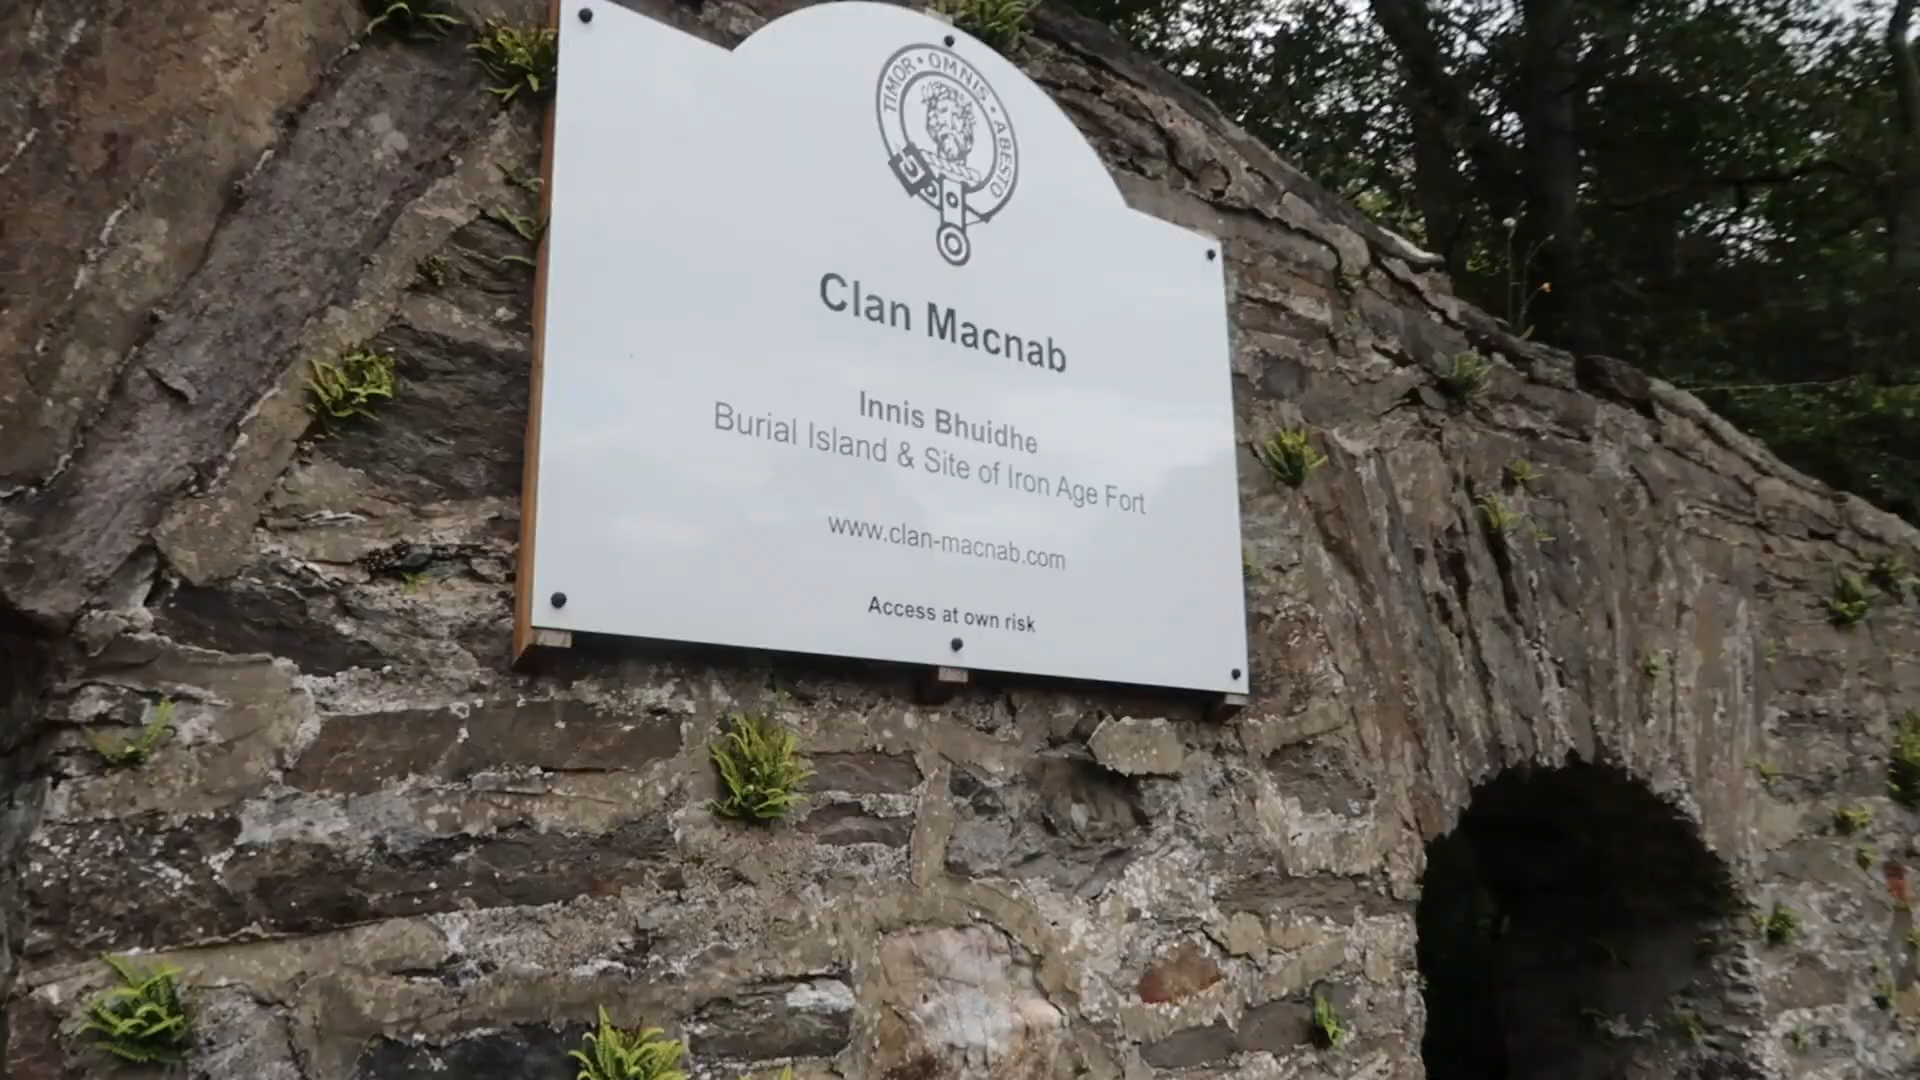 TIMOR • OMNIS • ABESTO
Clan Macnab
Innis Bhuidhe
Burial Island & Site of Iron Age Fort
www.clan-macnab.com
Access at own risk